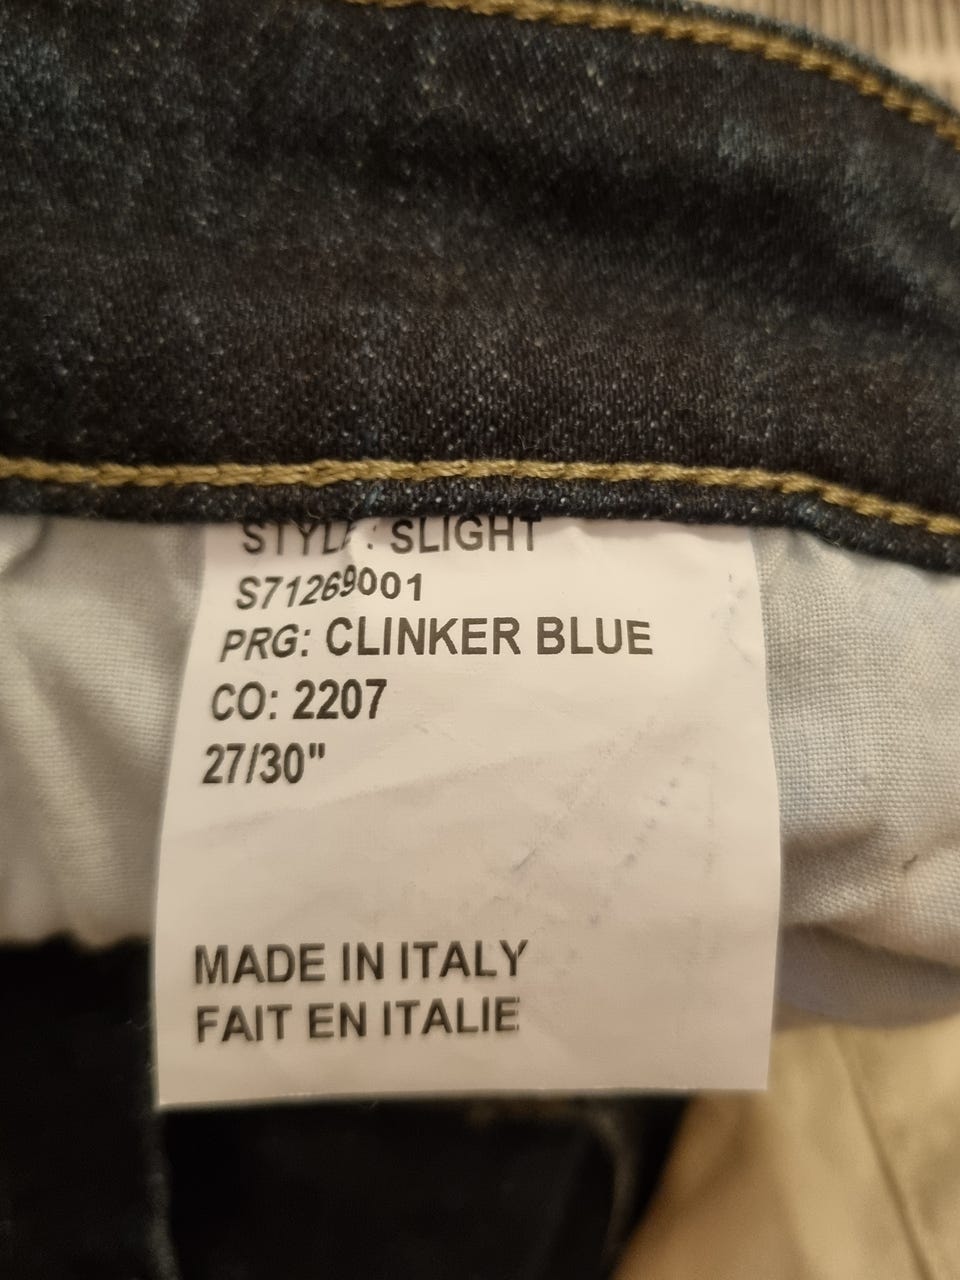 STYLE: SLIGHT
S71269001
PRG: CLINKER BLUE
CO: 2207
27/30"
MADE IN ITALY
FAIT EN ITALIE